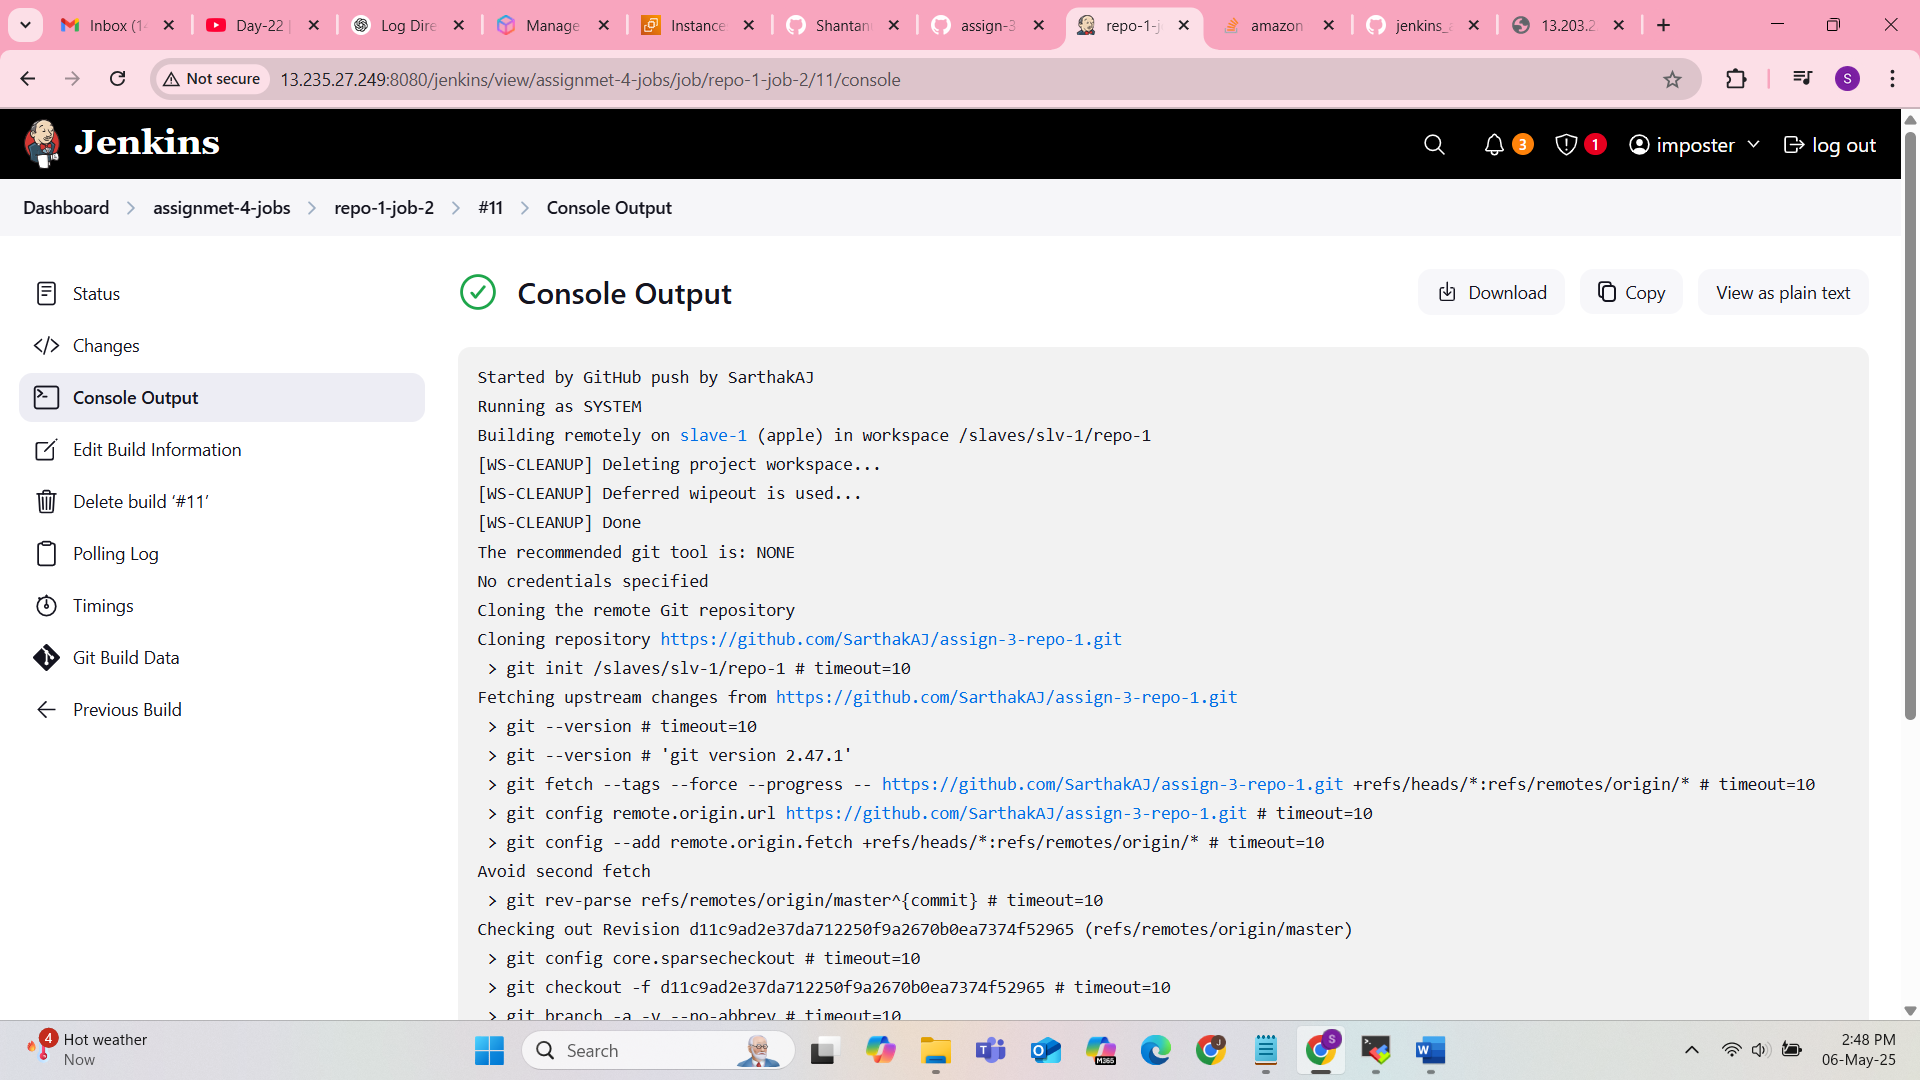 Inbox (14
Day-22 |
Log Dire
Manage
Instance
Shantan
assign-3
repo-1-j
amazon
jenkins_a
13.203.2
Not secure
13.235.27.249:8080/jenkins/view/assignmet-4-jobs/job/repo-1-job-2/11/console
S
Jenkins
3
1
imposter
log out
Dashboard
assignmet-4-jobs
repo-1-job-2
#11
Console Output
Status
Changes
Console Output
Edit Build Information
Delete build ‘#11’
Polling Log
Timings
Git Build Data
Previous Build
Console Output
Download
Copy
View as plain text
Started by GitHub push by SarthakAJ
Running as SYSTEM
Building remotely on slave-1 (apple) in workspace /slaves/slv-1/repo-1
[WS-CLEANUP] Deleting project workspace...
[WS-CLEANUP] Deferred wipeout is used...
[WS-CLEANUP] Done
The recommended git tool is: NONE
No credentials specified
Cloning the remote Git repository
Cloning repository https://github.com/SarthakAJ/assign-3-repo-1.git
> git init /slaves/slv-1/repo-1 # timeout=10
Fetching upstream changes from https://github.com/SarthakAJ/assign-3-repo-1.git
> git --version # timeout=10
> git --version # 'git version 2.47.1'
> git fetch --tags --force --progress -- https://github.com/SarthakAJ/assign-3-repo-1.git +refs/heads/*:refs/remotes/origin/* # timeout=10
> git config remote.origin.url https://github.com/SarthakAJ/assign-3-repo-1.git # timeout=10
> git config --add remote.origin.fetch +refs/heads/*:refs/remotes/origin/* # timeout=10
Avoid second fetch
> git rev-parse refs/remotes/origin/master^{commit} # timeout=10
Checking out Revision d11c9ad2e37da712250f9a2670b0ea7374f52965 (refs/remotes/origin/master)
> git config core.sparsecheckout # timeout=10
> git checkout -f d11c9ad2e37da712250f9a2670b0ea7374f52965 # timeout=10
> git branch -a -v --no-abbrev # timeout=10
4
Hot weather
Now
Search
M365
J
S
2:48 PM
06-May-25